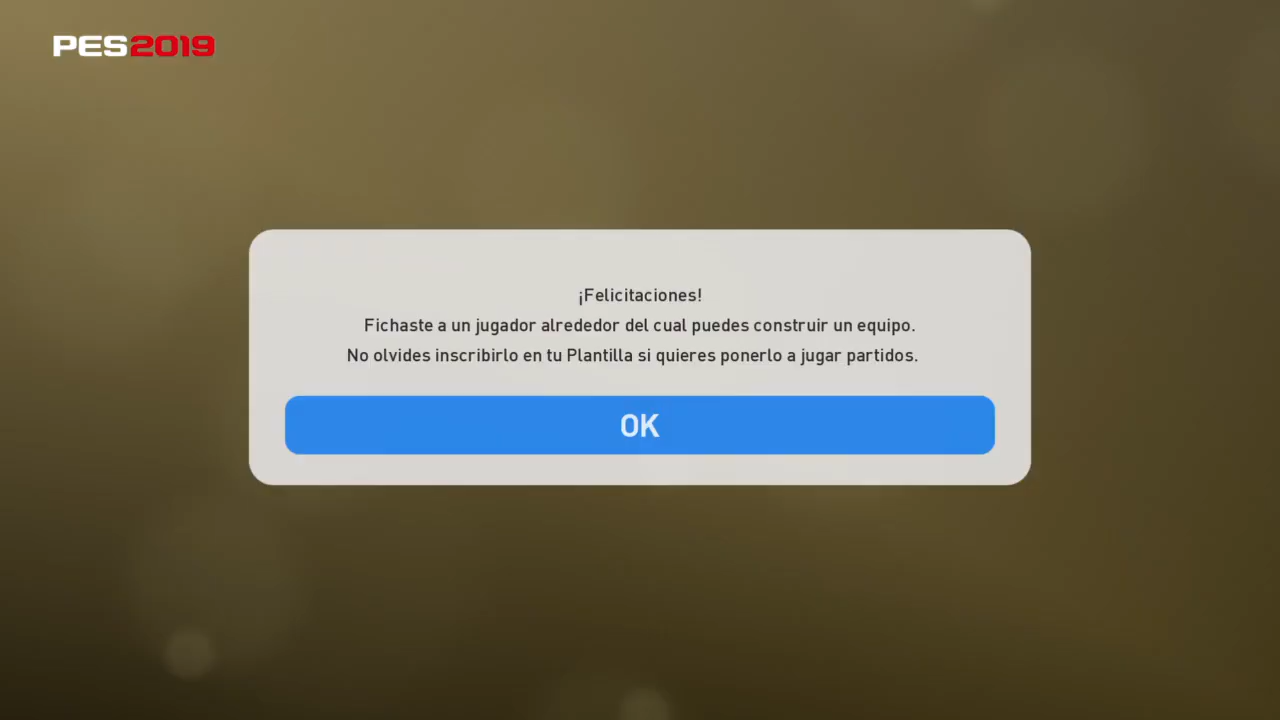 PES2019
¡Felicitaciones!
Fichaste a un jugador alrededor del cual puedes construir un equipo.
No olvides inscribirlo en tu Plantilla si quieres ponerlo a jugar partidos.
OK